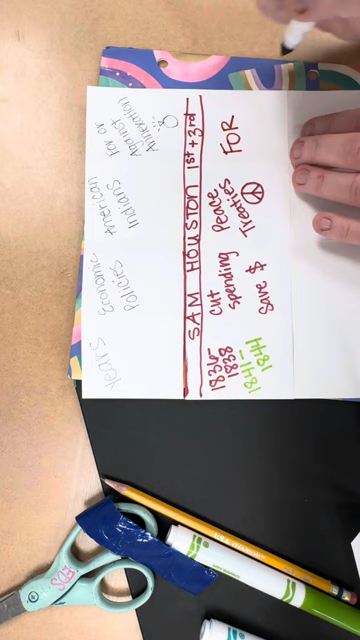 Years
Economic
Policies
American
Indians
For or
Against
Annexation
SAM HOUSTON 1st + 3rd
1836-
1838
1841-
1844
Cut
spending
Save $
Peace
Treaties
FOR